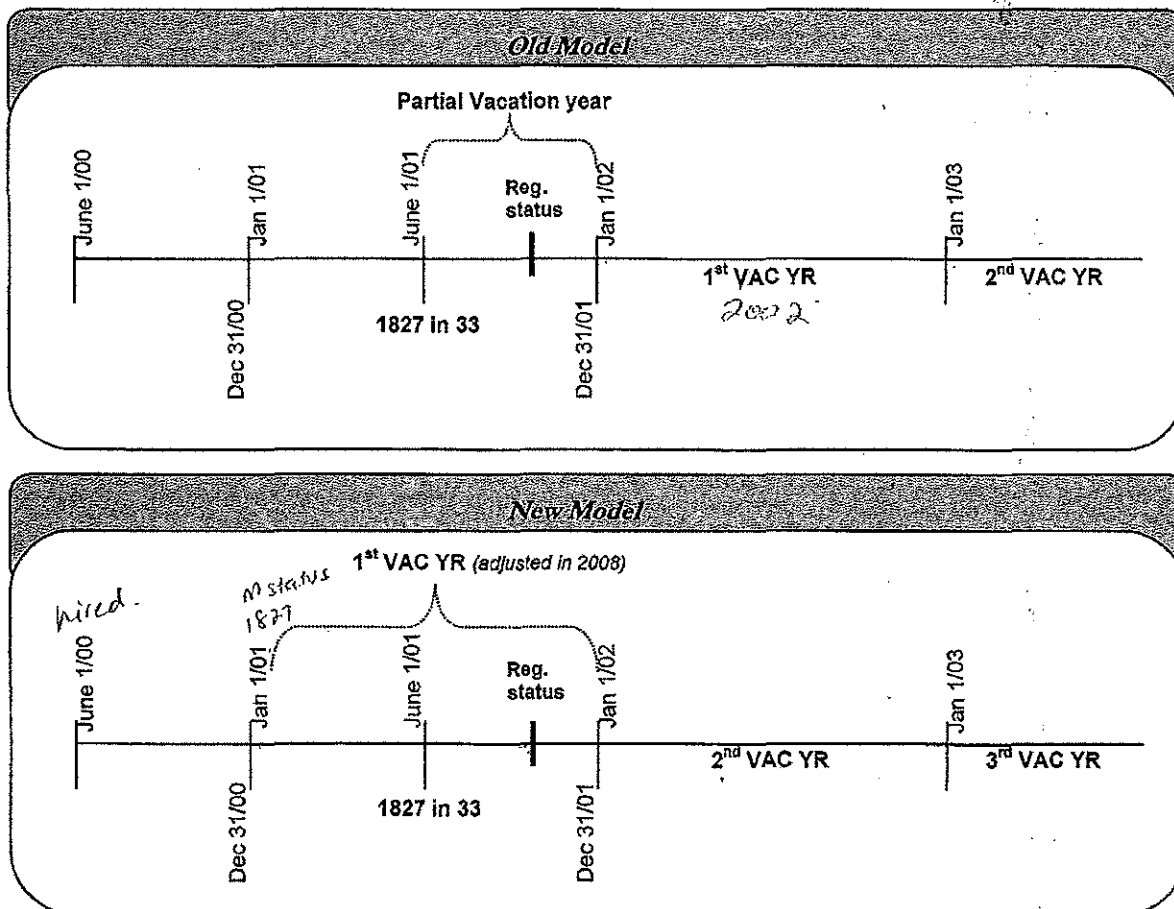 Old Model
Partial Vacation year
June 1/00
Jan 1/01
June 1/01
Reg.
status
Jan 1/02
Jan 1/03
1st VAC YR
2nd VAC YR
2002
Dec 31/00
1827 in 33
Dec 31/01
New Model
1st VAC YR (adjusted in 2008)
hired.
M status
1827
June 1/00
Jan 1/01
June 1/01
Reg.
status
Jan 1/02
Jan 1/03
2nd VAC YR
3rd VAC YR
Dec 31/00
1827 in 33
Dec 31/01